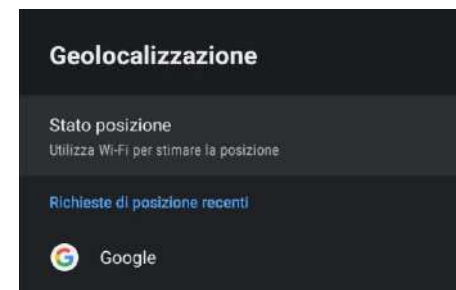 Geolocalizzazione
Stato posizione
Utilizza Wi-Fi per stimare la posizione
Richieste di posizione recenti
Google